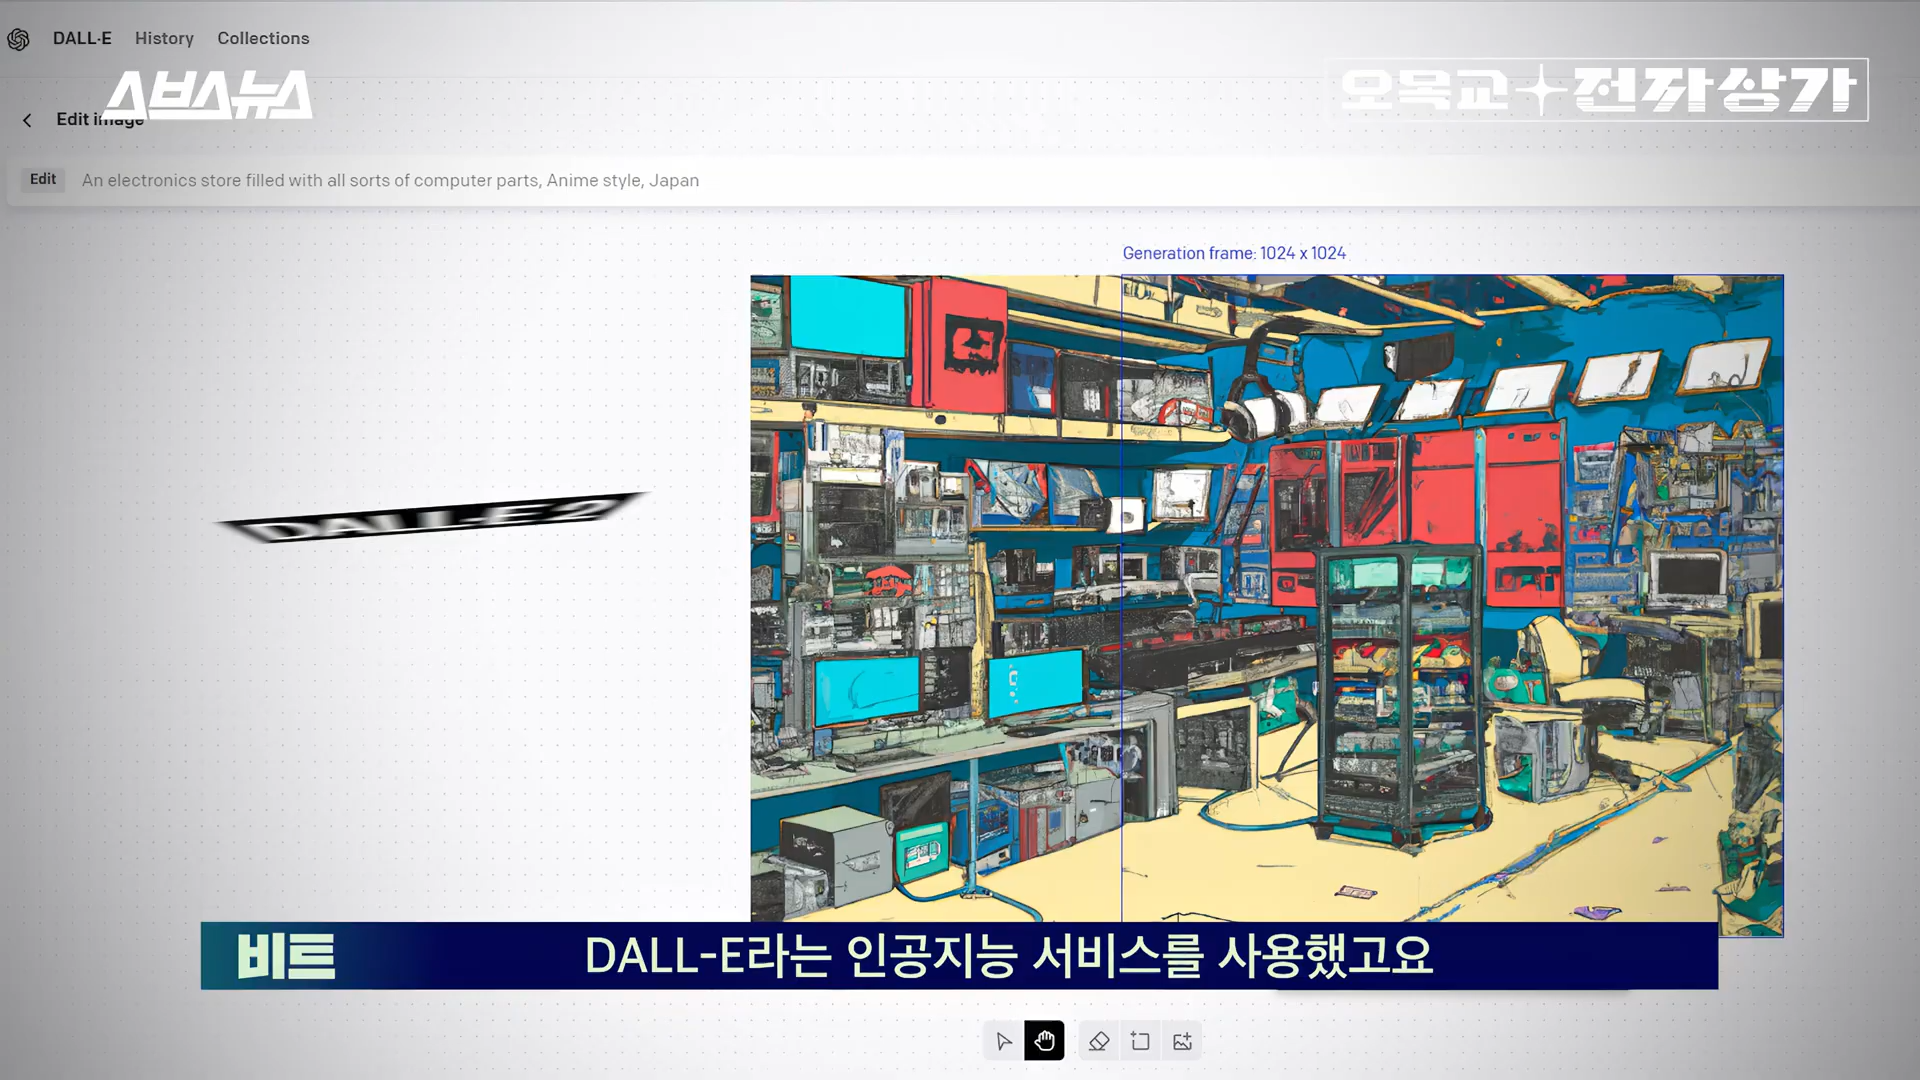 DALL·E History Collections
스브스뉴스
오목교 전자상가
Edit image
Edit An electronics store filled with all sorts of computer parts, Anime style, Japan
Generation frame: 1024 x 1024
DALL-E 2
비트 DALL-E라는 인공지능 서비스를 사용했고요